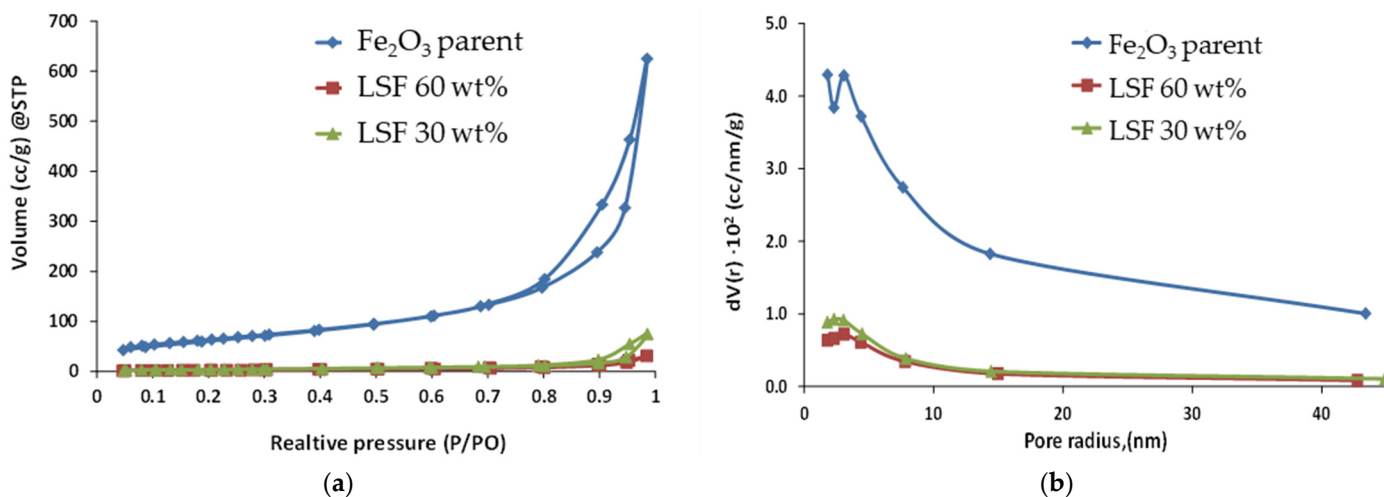 700
600
500
400
300
200
100
0
Volume (cc/g) @STP
Fe₂O₃ parent
LSF 60 wt%
LSF 30 wt%
0 0.1 0.2 0.3 0.4 0.5 0.6 0.7 0.8 0.9 1
Realtive pressure (P/PO)
(a)
5.0
4.0
3.0
2.0
1.0
0.0
dV(r) ·10² (cc/nm/g)
Fe₂O₃ parent
LSF 60 wt%
LSF 30 wt%
0 10 20 30 40
Pore radius,(nm)
(b)